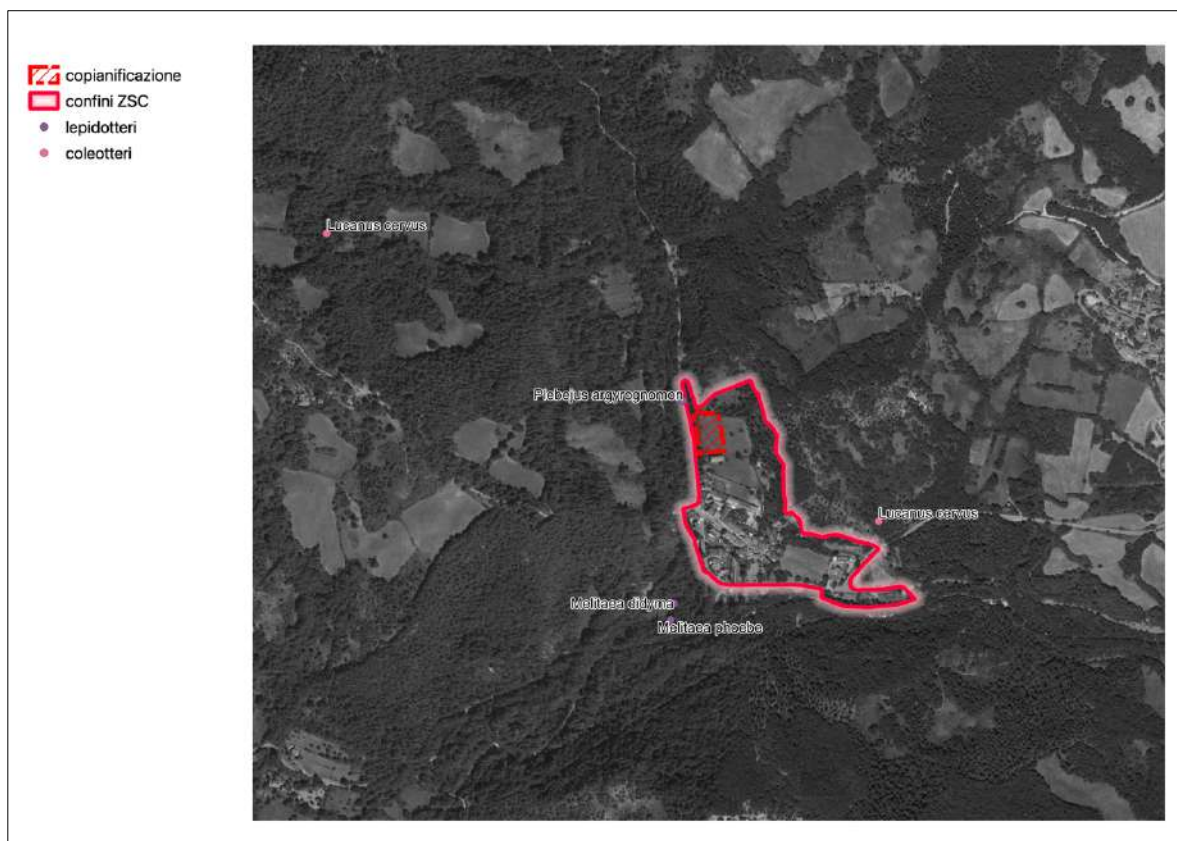 copianificazione
confini ZSC
lepidotteri
coleotteri
Lucanus cervus
Plebejus argyrognomon
Lucanus cervus
Melitaea didyma
Melitaea phoebe